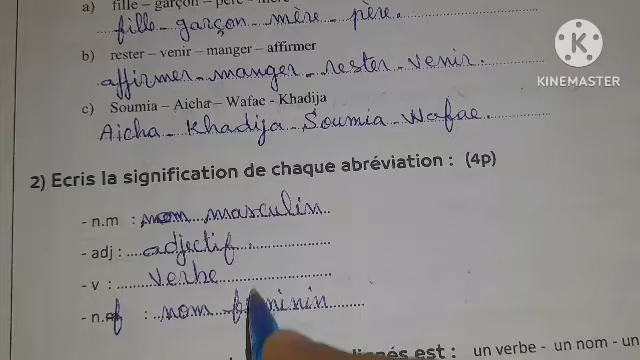 a) fille – garçon – père – mère
fille - garçon - mère - père.
b) rester – venir – manger – affirmer
affirmer - manger - rester - venir.
c) Soumia – Aicha – Wafae - Khadija
Aicha - Khadija - Soumia - Wafae
KINEMASTER
2) Ecris la signification de chaque abréviation : (4p)
- n.m : nom masculin
- adj : adjectif
- v : verbe
- n.f : nom
est : un verbe - un nom - un